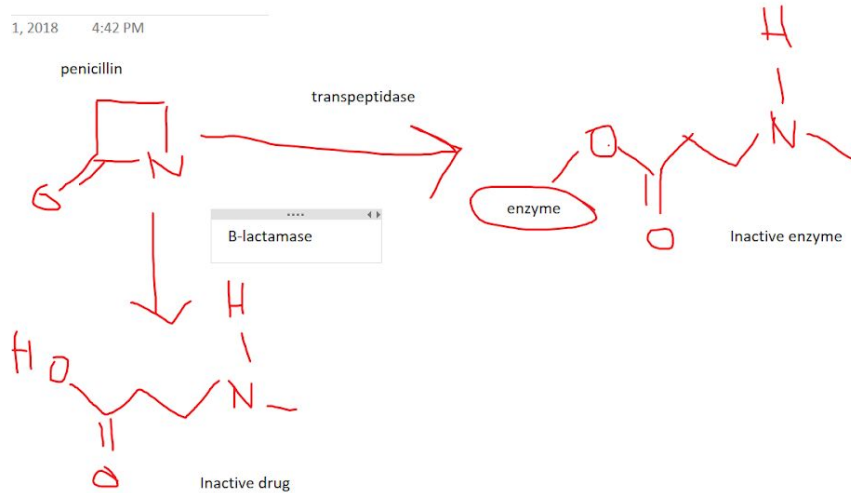 1, 2018 4:42 PM
penicillin
transpeptidase
H
N
O
enzyme
O
Inactive enzyme
N
O
B-lactamase
H
H O
N
O
Inactive drug